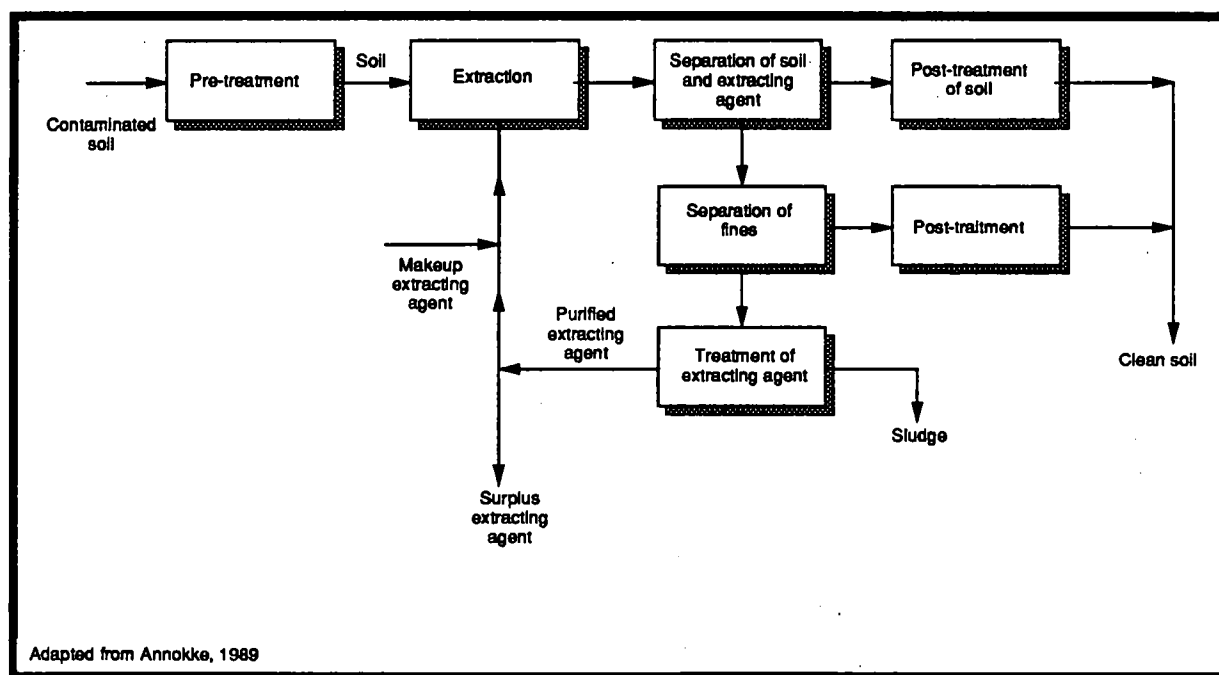 Contaminated
soil
Pre-treatment
Soil
Extraction
Separation of soil
and extracting
agent
Post-treatment
of soil
Separation of
fines
Post-traitment
Makeup
extracting
agent
Purified
extracting
agent
Treatment of
extracting agent
Clean soil
Sludge
Surplus
extracting
agent
Adapted from Annokke, 1989